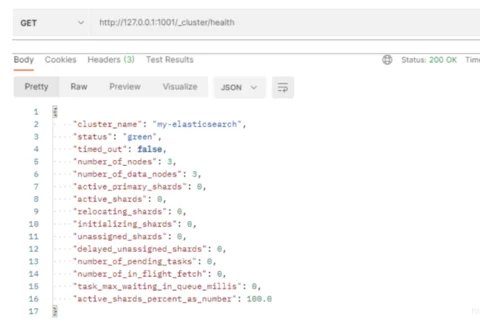 GET http://127.0.0.1:1001/_cluster/health
Body Cookies Headers (3) Test Results Status: 200 OK
Pretty Raw Preview Visualize JSON
1 {
2 "cluster_name": "my-elasticsearch",
3 "status": "green",
4 "timed_out": false,
5 "number_of_nodes": 3,
6 "number_of_data_nodes": 3,
7 "active_primary_shards": 0,
8 "active_shards": 0,
9 "relocating_shards": 0,
10 "initializing_shards": 0,
11 "unassigned_shards": 0,
12 "delayed_unassigned_shards": 0,
13 "number_of_pending_tasks": 0,
14 "number_of_in_flight_fetch": 0,
15 "task_max_waiting_in_queue_millis": 0,
16 "active_shards_percent_as_number": 100.0
17 }